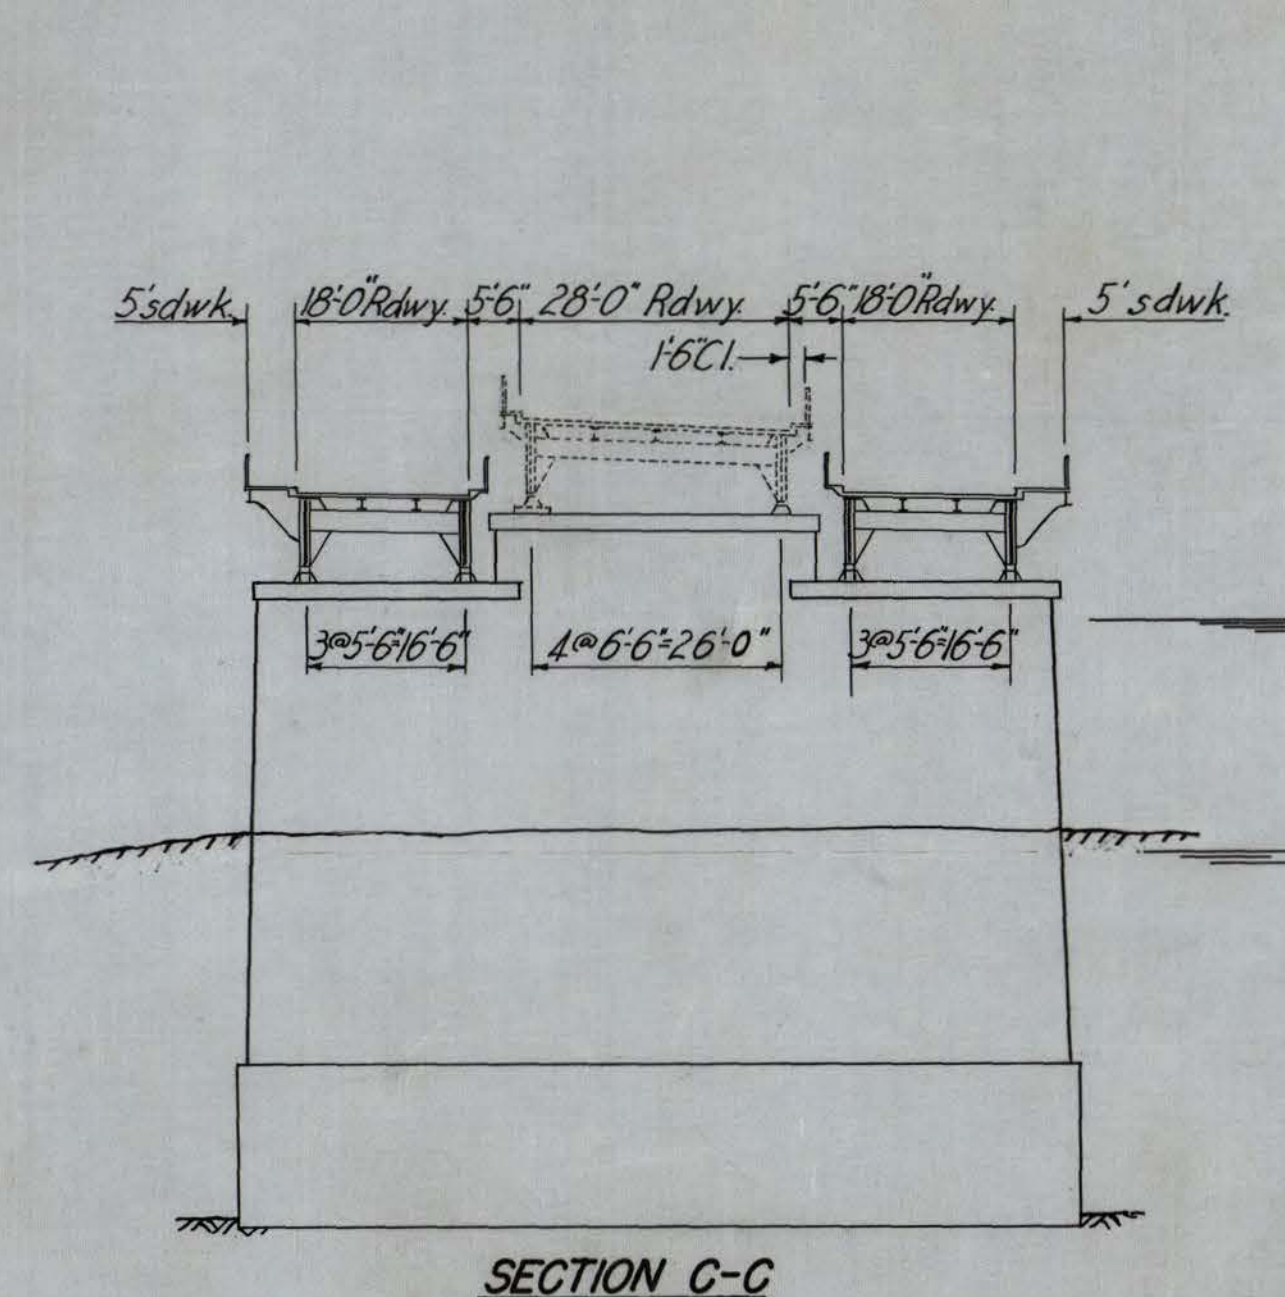 5'sdwk. 18'-0" Rdwy. 5'-6" 28'-0" Rdwy. 5'-6" 18'-0" Rdwy. 5' sdwk.
1'-6" Cl.
3@5'-6"=16'-6" 4@6'-6"=26'-0" 3@5'-6"=16'-6"
SECTION C-C